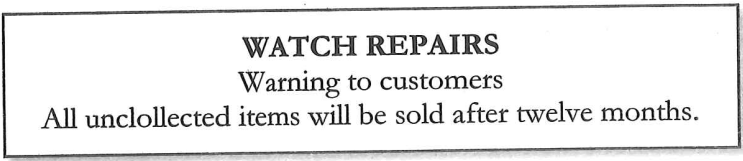 WATCH REPAIRS
Warning to customers
All unclollected items will be sold after twelve months.